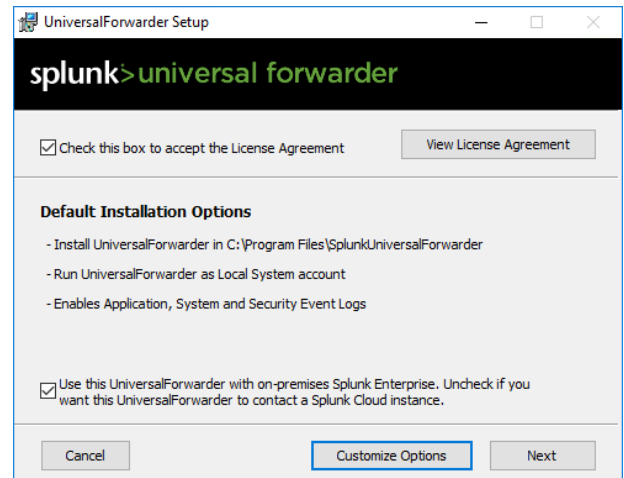 UniversalForwarder Setup
splunk>universal forwarder
Check this box to accept the License Agreement
View License Agreement
Default Installation Options
- Install UniversalForwarder in C:\Program Files\SplunkUniversalForwarder
- Run UniversalForwarder as Local System account
- Enables Application, System and Security Event Logs
Use this UniversalForwarder with on-premises Splunk Enterprise. Uncheck if you
want this UniversalForwarder to contact a Splunk Cloud instance.
Cancel
Customize Options
Next